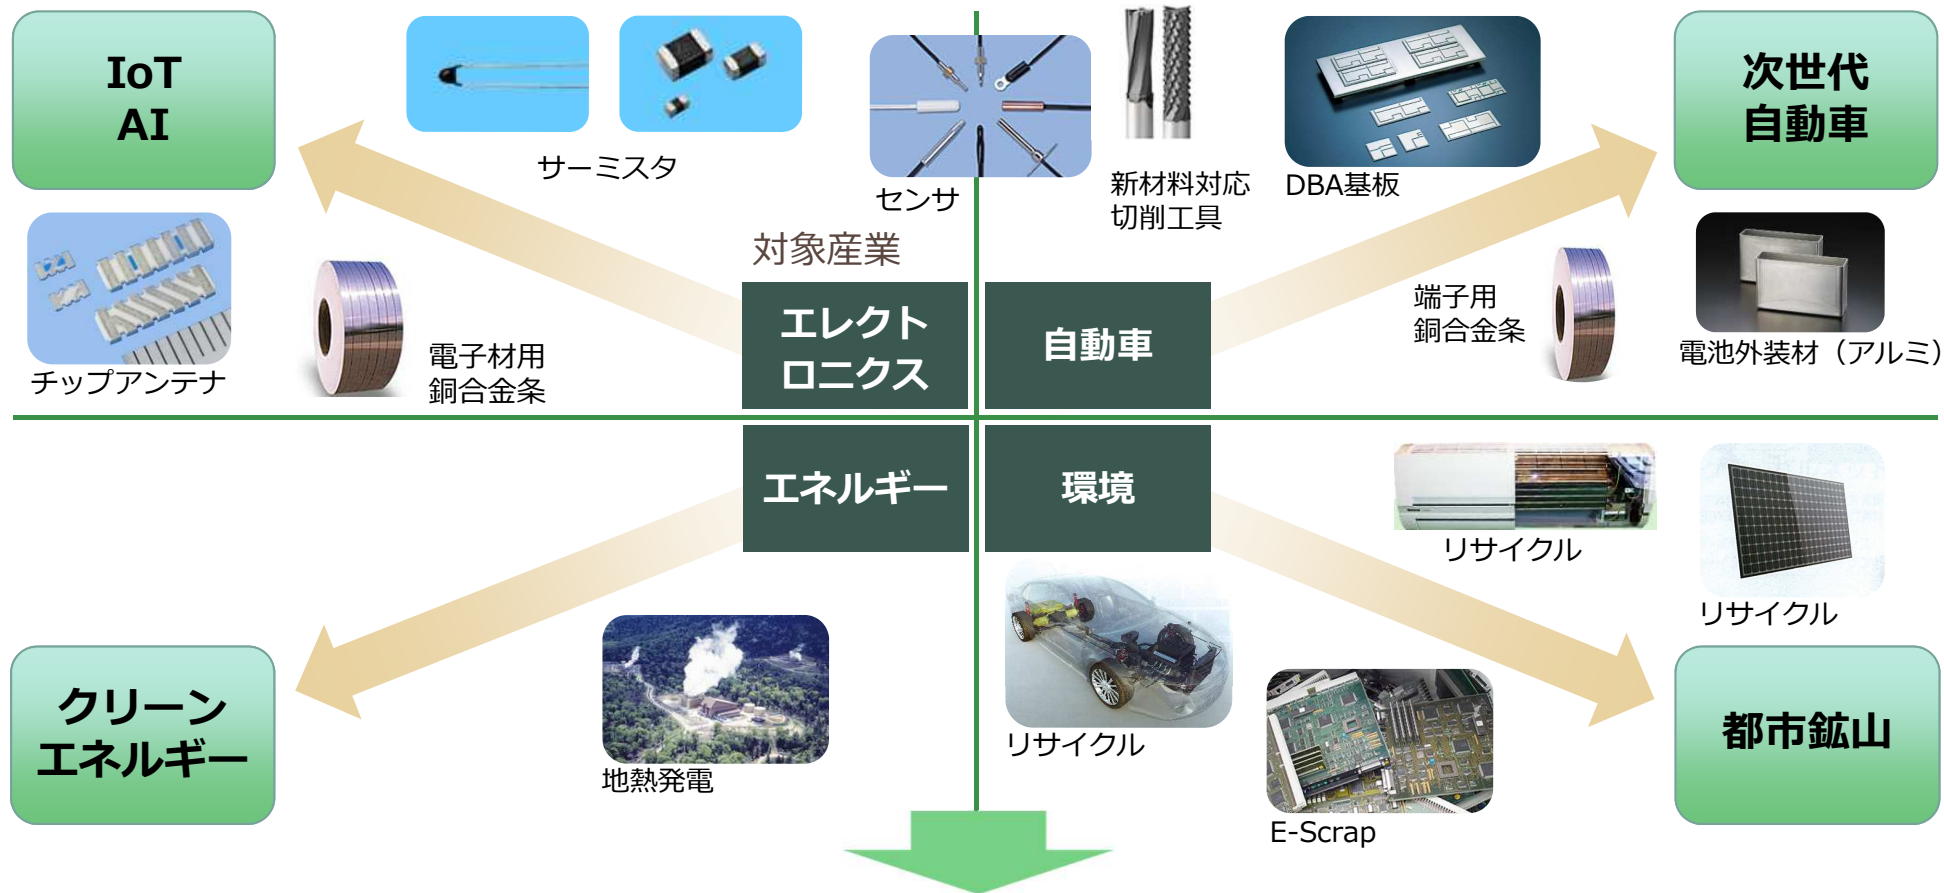 IoT
AI
サーミスタ
センサ
新材料対応
切削工具
DBA基板
次世代
自動車
チップアンテナ
電子材用
銅合金条
対象産業
エレクト
ロニクス
自動車
端子用
銅合金条
電池外装材（アルミ）
エネルギー
環境
リサイクル
リサイクル
クリーン
エネルギー
地熱発電
リサイクル
E-Scrap
都市鉱山